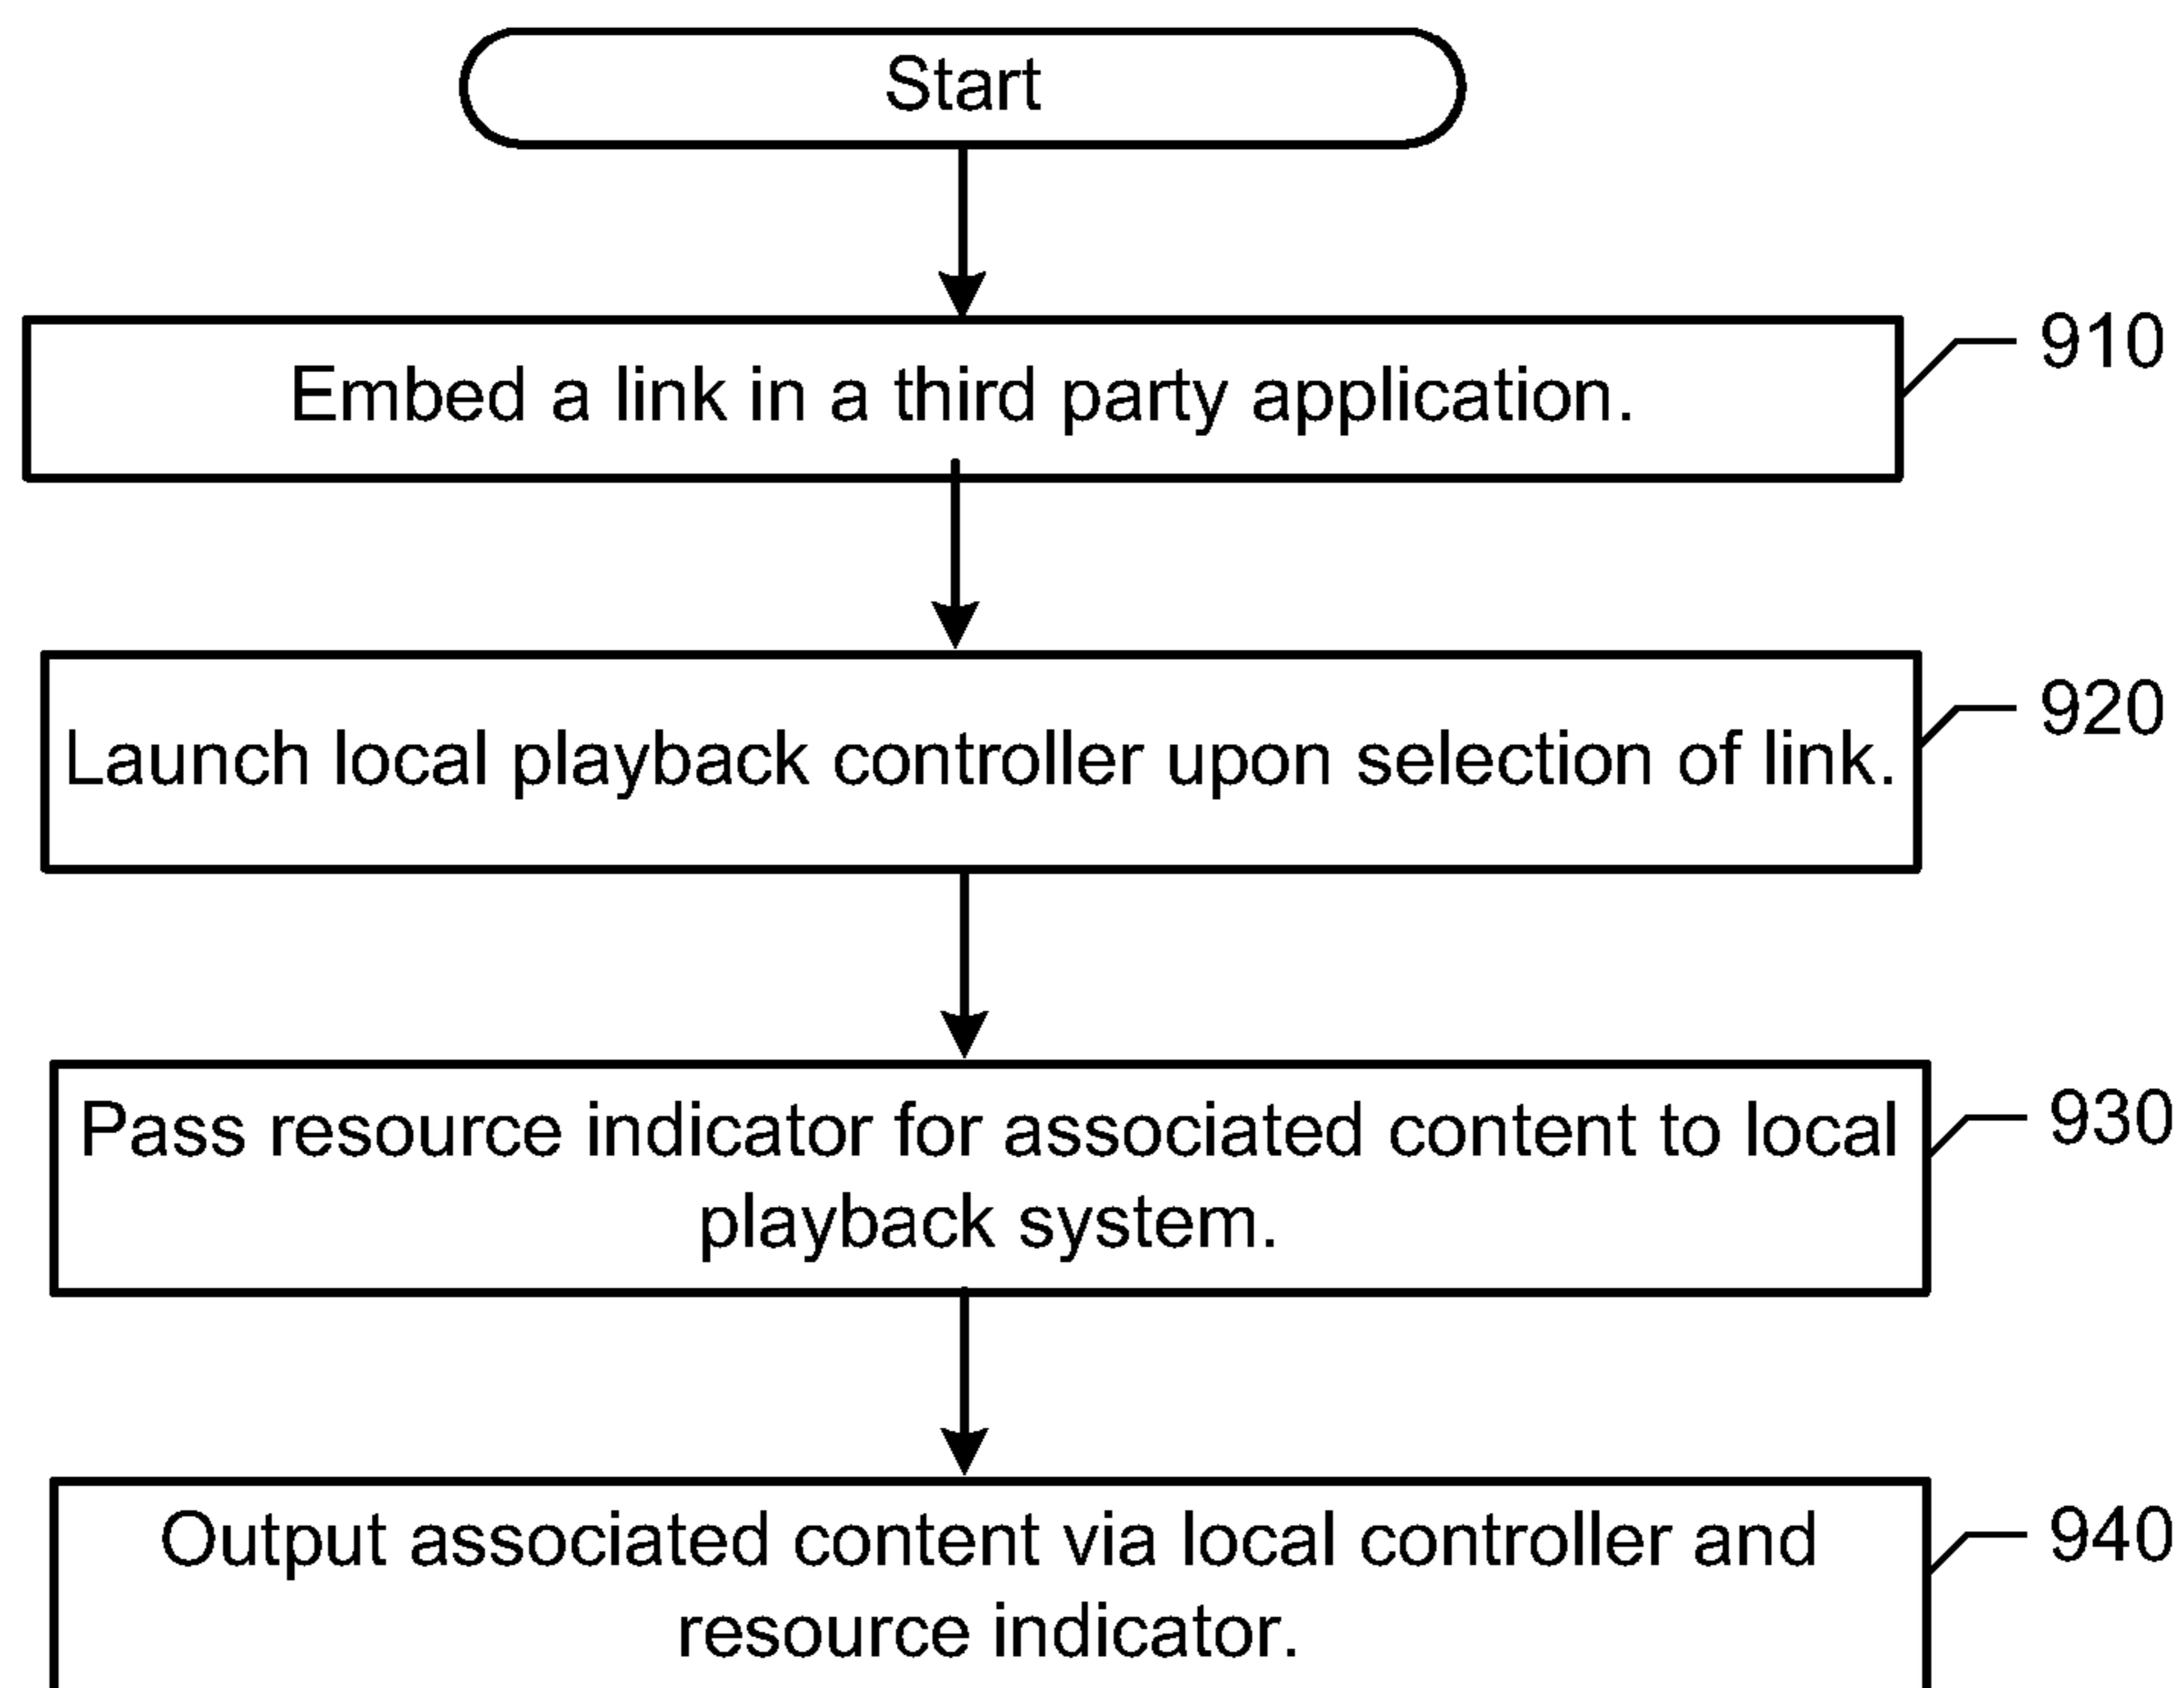 Start
Embed a link in a third party application.
910
Launch local playback controller upon selection of link.
920
Pass resource indicator for associated content to local
playback system.
930
Output associated content via local controller and
resource indicator.
940